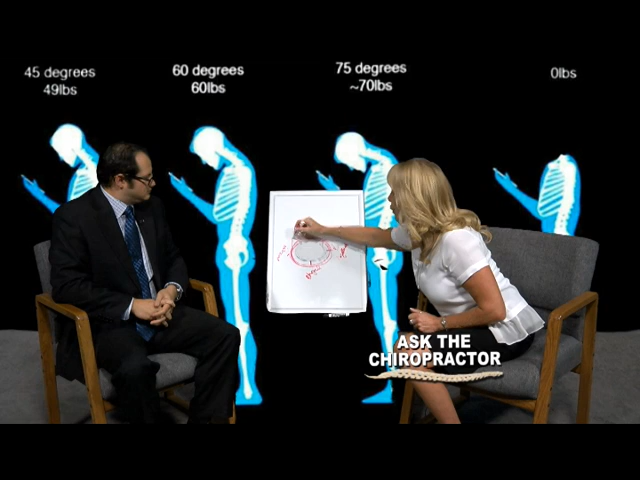 45 degrees
49lbs
60 degrees
60lbs
75 degrees
~70lbs
0lbs
ASK THE
CHIROPRACTOR